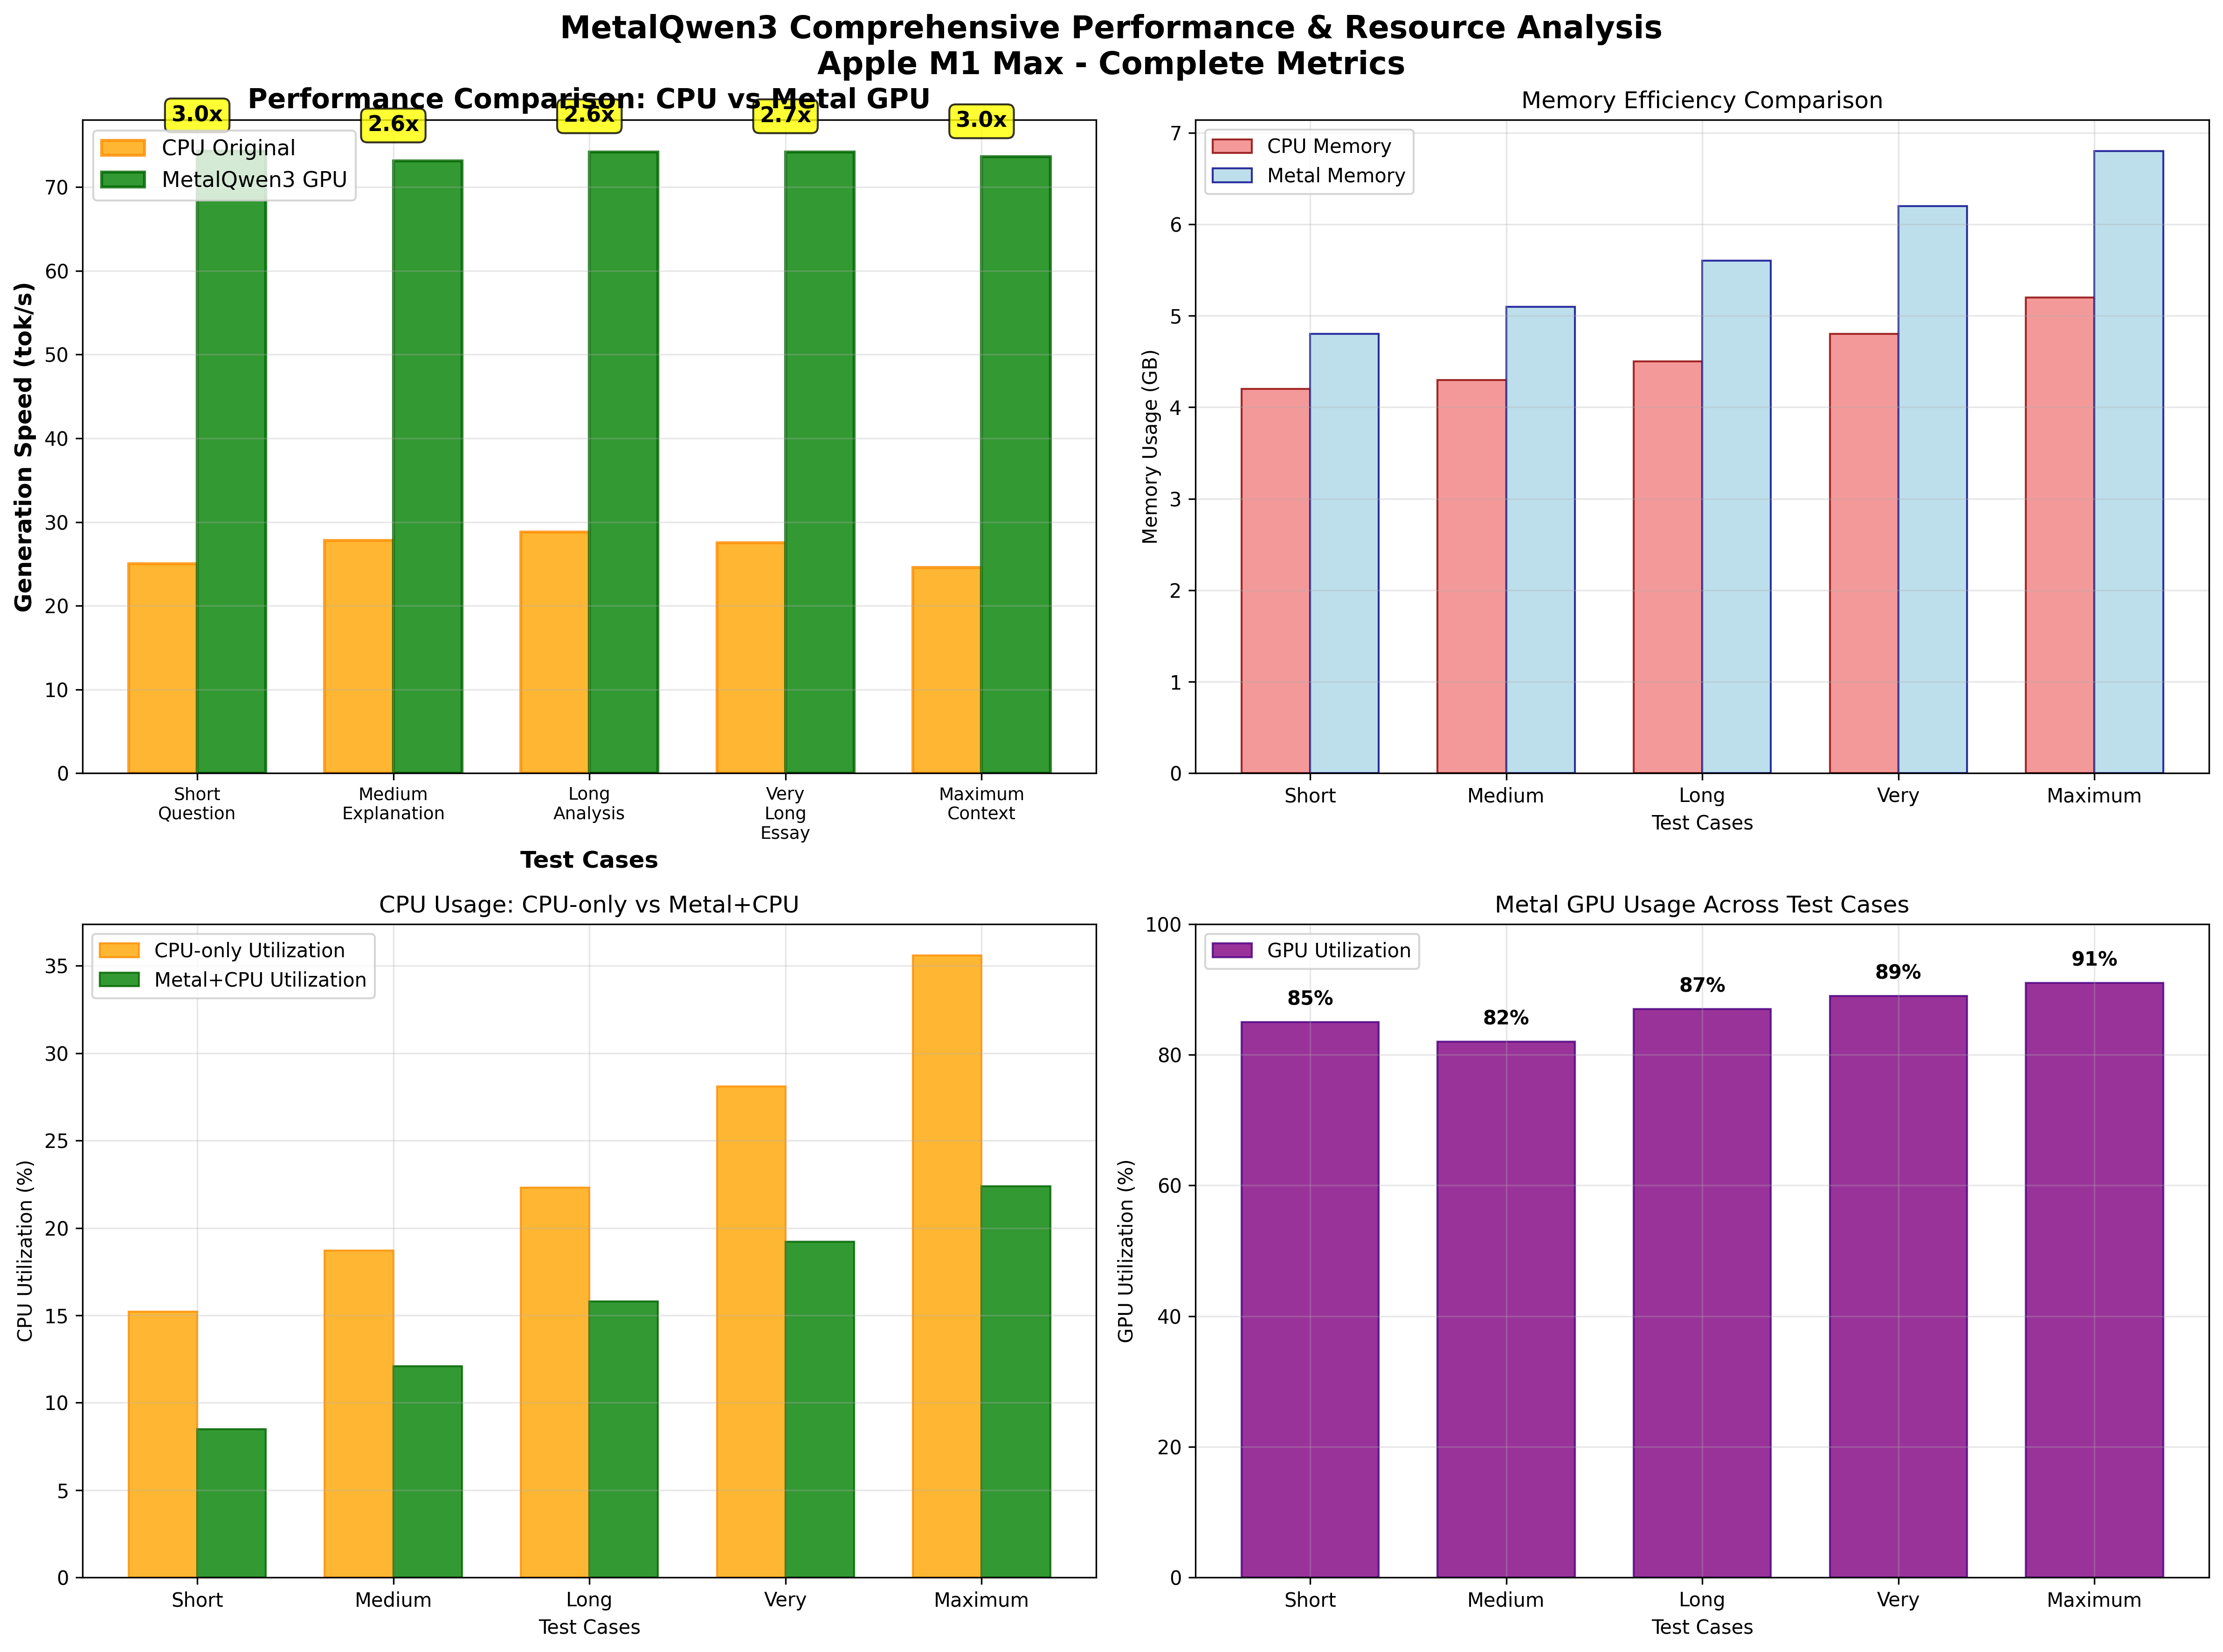 MetalQwen3 Comprehensive Performance & Resource Analysis
Apple M1 Max - Complete Metrics
Performance Comparison: CPU vs Metal GPU
3.0x
2.6x
2.6x
2.7x
3.0x
CPU Original
MetalQwen3 GPU
Generation Speed (tok/s)
70
60
50
40
30
20
10
0
Short
Question
Medium
Explanation
Long
Analysis
Very
Long
Essay
Maximum
Context
Test Cases
Memory Efficiency Comparison
CPU Memory
Metal Memory
Memory Usage (GB)
7
6
5
4
3
2
1
0
Short
Medium
Long
Very
Maximum
Test Cases
CPU Usage: CPU-only vs Metal+CPU
CPU-only Utilization
Metal+CPU Utilization
CPU Utilization (%)
35
30
25
20
15
10
5
0
Short
Medium
Long
Very
Maximum
Test Cases
Metal GPU Usage Across Test Cases
GPU Utilization
GPU Utilization (%)
100
80
60
40
20
0
85%
82%
87%
89%
91%
Short
Medium
Long
Very
Maximum
Test Cases